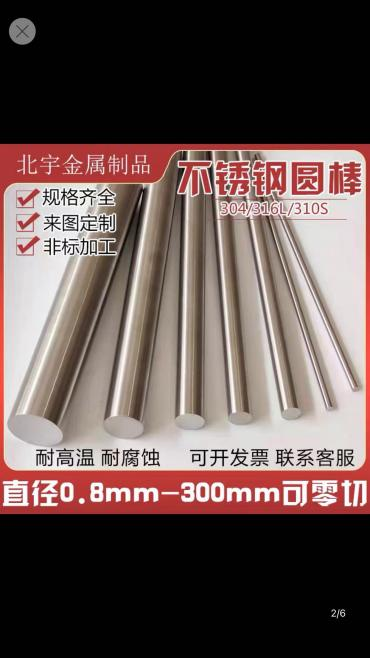 北宇金属制品
规格齐全
来图定制
非标加工
不锈钢圆棒
304/316L/310S
耐高温 耐腐蚀 可开发票 联系客服
直径0.8mm-300mm可零切
2/6